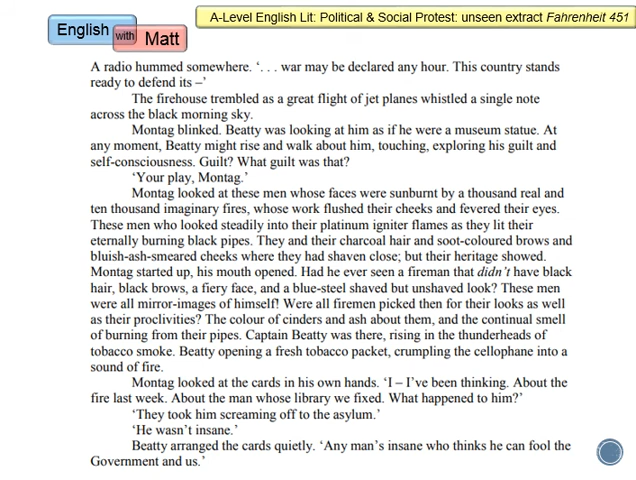 English
with
Matt
A-Level English Lit: Political & Social Protest: unseen extract Fahrenheit 451
A radio hummed somewhere. ‘. . . war may be declared any hour. This country stands
ready to defend its –’
The firehouse trembled as a great flight of jet planes whistled a single note
across the black morning sky.
Montag blinked. Beatty was looking at him as if he were a museum statue. At
any moment, Beatty might rise and walk about him, touching, exploring his guilt and
self-consciousness. Guilt? What guilt was that?
‘Your play, Montag.’
Montag looked at these men whose faces were sunburnt by a thousand real and
ten thousand imaginary fires, whose work flushed their cheeks and fevered their eyes.
These men who looked steadily into their platinum igniter flames as they lit their
eternally burning black pipes. They and their charcoal hair and soot-coloured brows and
bluish-ash-smeared cheeks where they had shaven close; but their heritage showed.
Montag started up, his mouth opened. Had he ever seen a fireman that didn’t have black
hair, black brows, a fiery face, and a blue-steel shaved but unshaved look? These men
were all mirror-images of himself! Were all firemen picked then for their looks as well
as their proclivities? The colour of cinders and ash about them, and the continual smell
of burning from their pipes. Captain Beatty was there, rising in the thunderheads of
tobacco smoke. Beatty opening a fresh tobacco packet, crumpling the cellophane into a
sound of fire.
Montag looked at the cards in his own hands. ‘I – I’ve been thinking. About the
fire last week. About the man whose library we fixed. What happened to him?’
‘They took him screaming off to the asylum.’
‘He wasn’t insane.’
Beatty arranged the cards quietly. ‘Any man’s insane who thinks he can fool the
Government and us.’